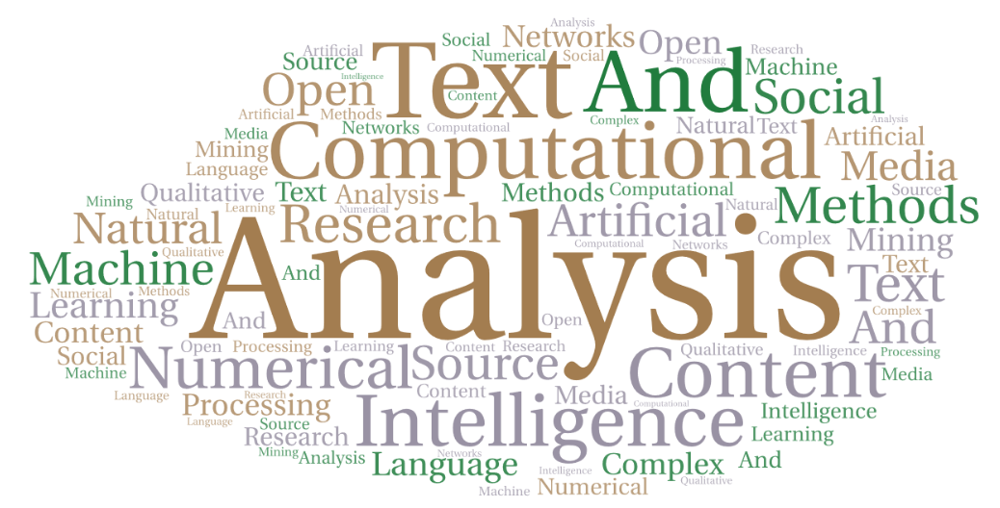 Analysis
Social Networks Open
Artificial Numerical Social Research
Source Text And Processing Machine
Intelligence
Open Content Social
Artificial Methods Complex Analysis
Media Networks Computational Natural Text Artificial
Mining Computational Media
Language
Qualitative Text Analysis Methods Computational Source
Mining Learning Numerical Natural Methods
Natural Natural Research Artificial Complex Mining
Qualitative Computational Networks
Machine And Analysis Text
Numerical Methods Text
Learning And Open Complex And
Content
Social Open Processing Learning Content Research Qualitative Intelligence Processing
Machine Numerical Source Content Media
Language Research Content Media Computational
Processing Intelligence Intelligence
Language Source
Research Learning
Mining Analysis Networks And
Language Complex
Intelligence Qualitative
Machine Numerical